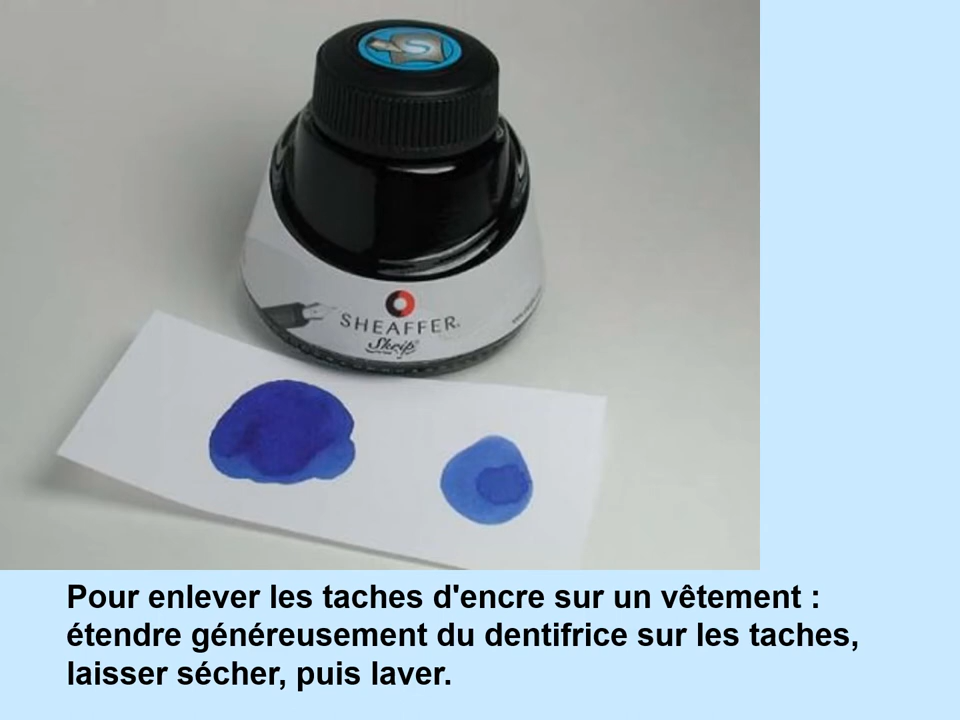 S
SHEAFFER.
Skrip
Pour enlever les taches d'encre sur un vêtement :
étendre généreusement du dentifrice sur les taches,
laisser sécher, puis laver.